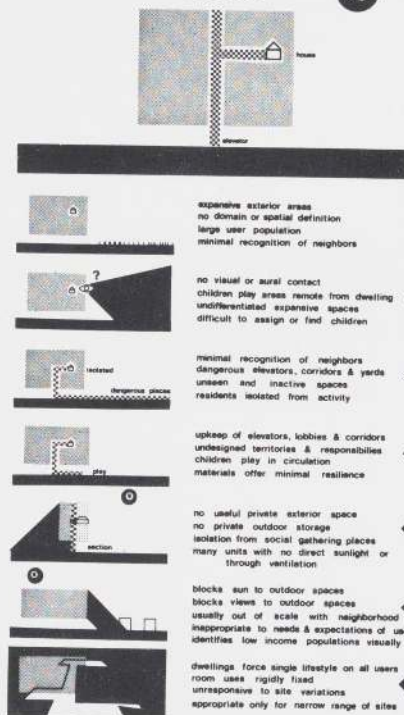 house
elevator
expansive exterior areas
no domain or spatial definition
large user population
minimal recognition of neighbors
?
no visual or aural contact
children play areas remote from dwelling
undifferentiated expansive spaces
difficult to assign or find children
isolated
dangerous places
minimal recognition of neighbors
dangerous elevators, corridors & yards
unseen and inactive spaces
residents isolated from activity
play
upkeep of elevators, lobbies & corridors
undesigned territories & responsibilies
children play in circulation
materials offer minimal resilience
section
no useful private exterior space
no private outdoor storage
isolation from social gathering places
many units with no direct sunlight or
through ventilation
blocks sun to outdoor spaces
blocks views to outdoor spaces
usually out of scale with neighborhood
inappropriate to needs & expectations of
identifies low income populations visually
dwellings force single lifestyle on all users
room uses rigidly fixed
unresponsive to site variations
appropriate only for narrow range of sites